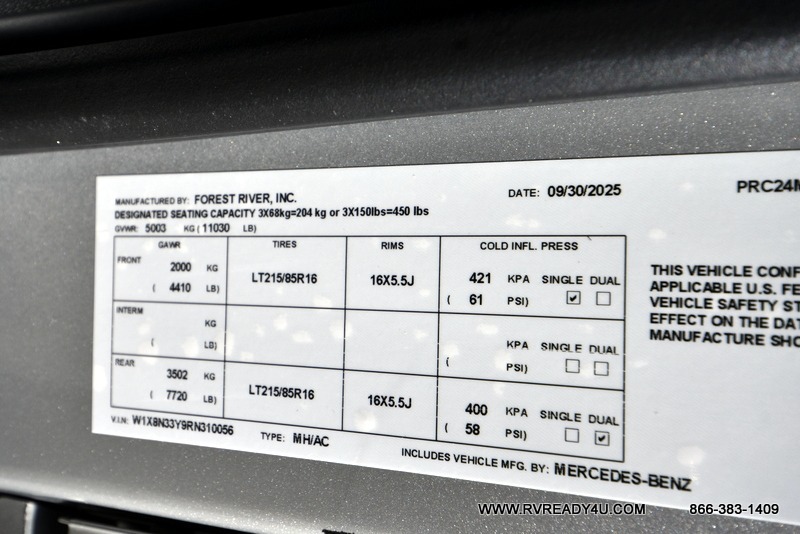 MANUFACTURED BY: FOREST RIVER, INC. DATE: 09/30/2025 PRC24M
DESIGNATED SEATING CAPACITY 3X68kg=204 kg or 3X150lbs=450 lbs
GVWR: 5003 KG ( 11030 LB)
GAWR TIRES RIMS COLD INFL. PRESS
FRONT 2000 KG LT215/85R16 16X5.5J 421 KPA SINGLE DUAL
( 4410 LB) ( 61 PSI) ✓
INTERM KG KPA SINGLE DUAL
( LB) ( PSI)
REAR 3502 KG LT215/85R16 16X5.5J 400 KPA SINGLE DUAL
( 7720 LB) ( 58 PSI) ✓
V.I.N: W1X8N33Y9RN310056 TYPE: MH/AC INCLUDES VEHICLE MFG. BY: MERCEDES-BENZ
THIS VEHICLE CONF
APPLICABLE U.S. FE
VEHICLE SAFETY ST
EFFECT ON THE DAT
MANUFACTURE SHO
WWW.RVREADY4U.COM 866-383-1409